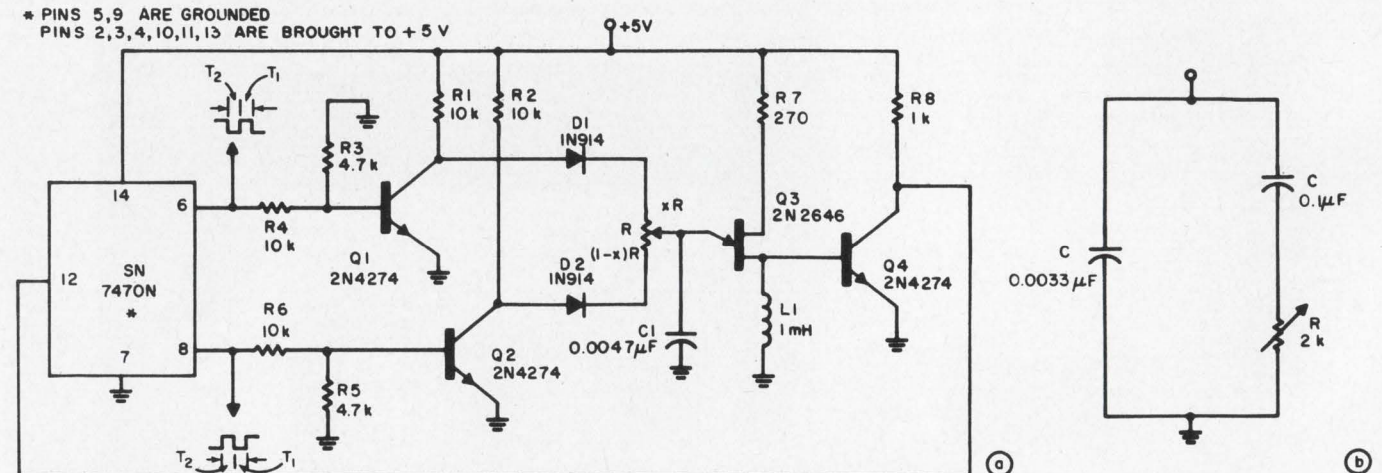 * PINS 5,9 ARE GROUNDED
PINS 2,3,4,10,11,13 ARE BROUGHT TO +5 V
+5V
T2 T1
R1
10k
R2
10k
R7
270
R8
1k
R3
4.7k
D1
1N914
14
6
R4
10k
Q1
2N4274
xR
R
(1-x)R
Q3
2N2646
12
SN
7470N
*
R6
10k
D2
1N914
Q4
2N4274
7
8
Q2
2N4274
C1
0.0047µF
L1
1mH
R5
4.7k
T2 T1
a
C
0.1µF
C
0.0033µF
R
2k
b